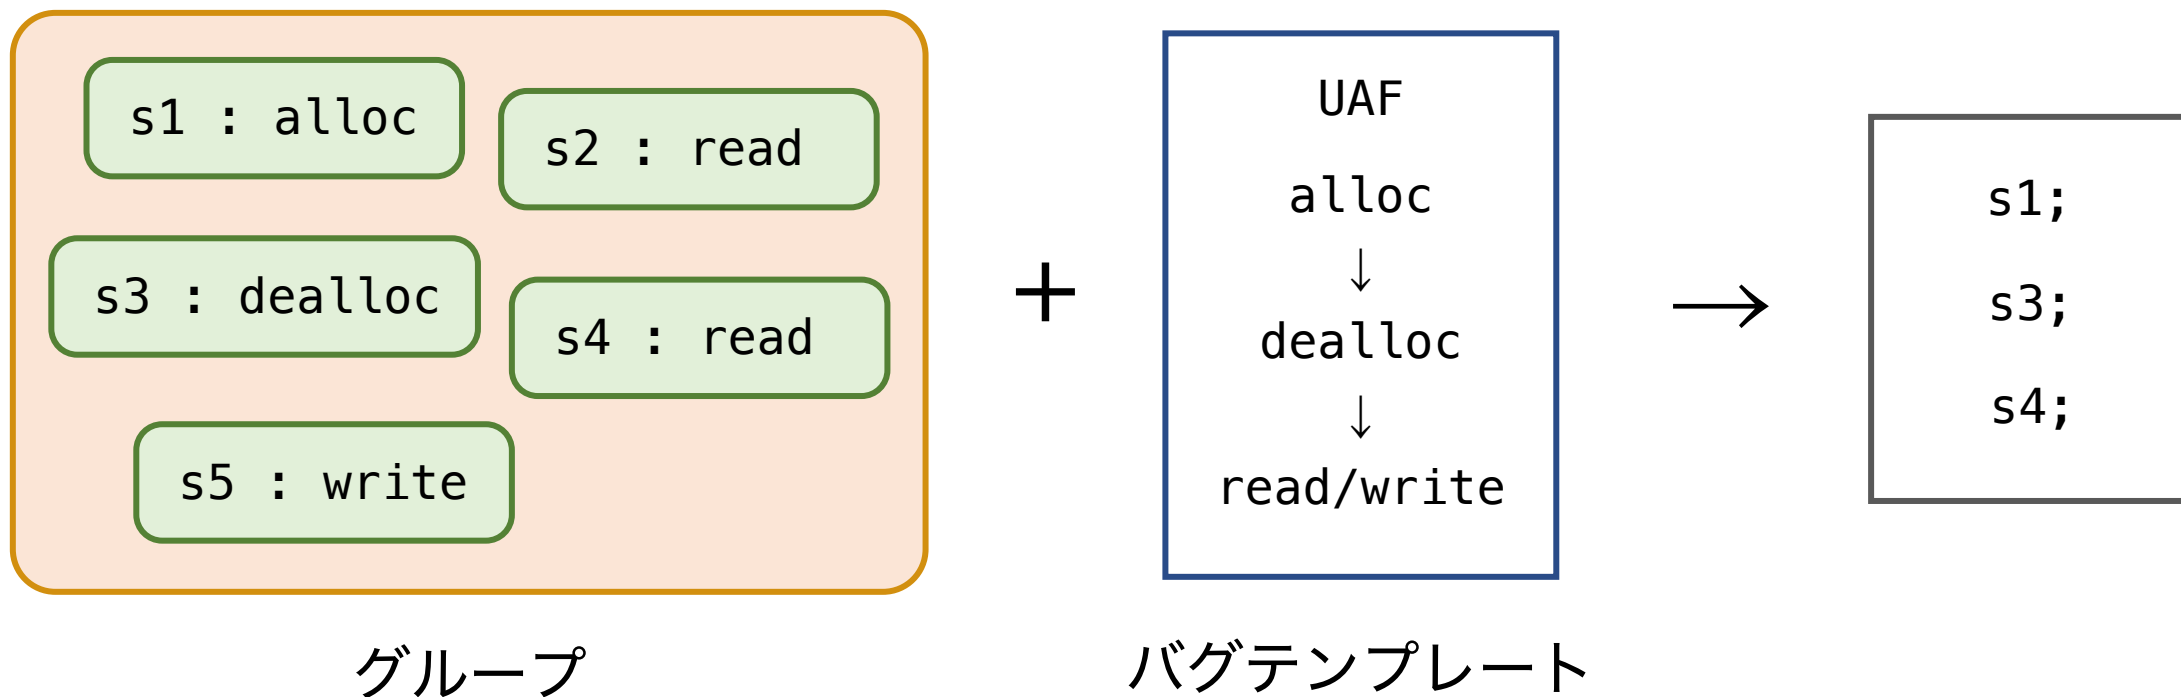 s1 : alloc
s2 : read
s3 : dealloc
s4 : read
s5 : write
グループ
+
UAF
alloc
↓
dealloc
↓
read/write
バグテンプレート
→
s1;
s3;
s4;